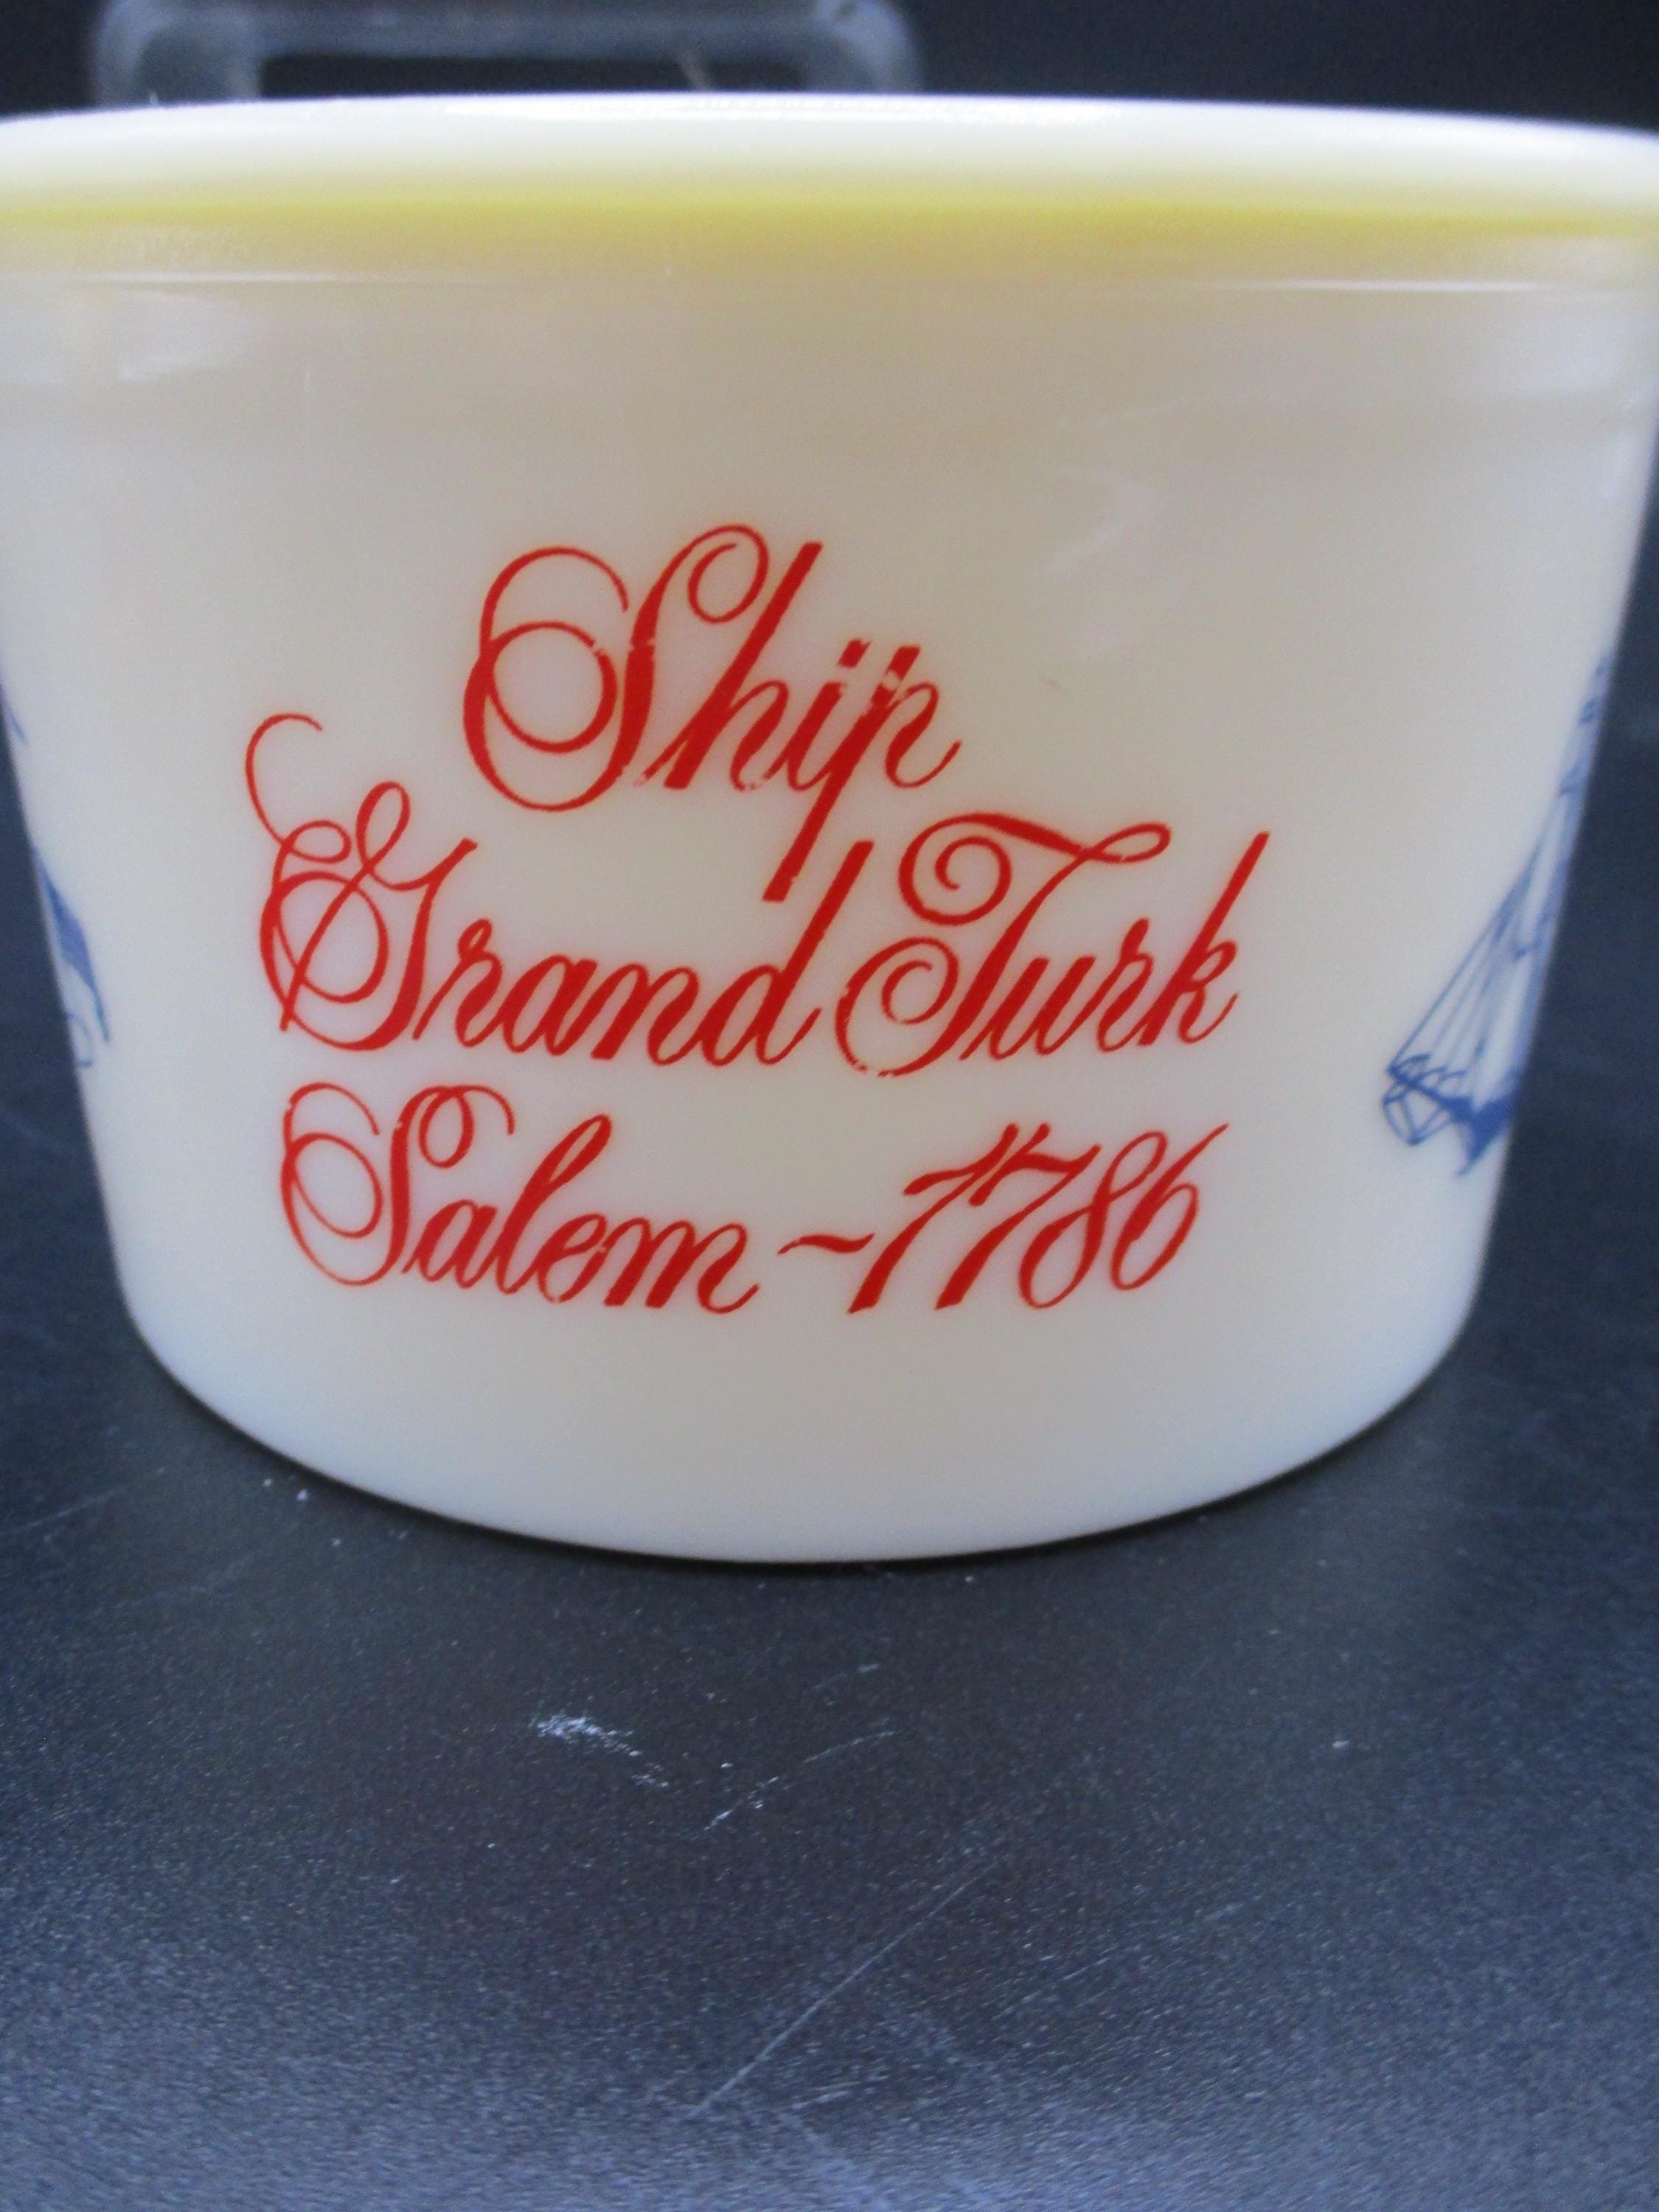 Ship
Grand Turk
Salem ~ 1786